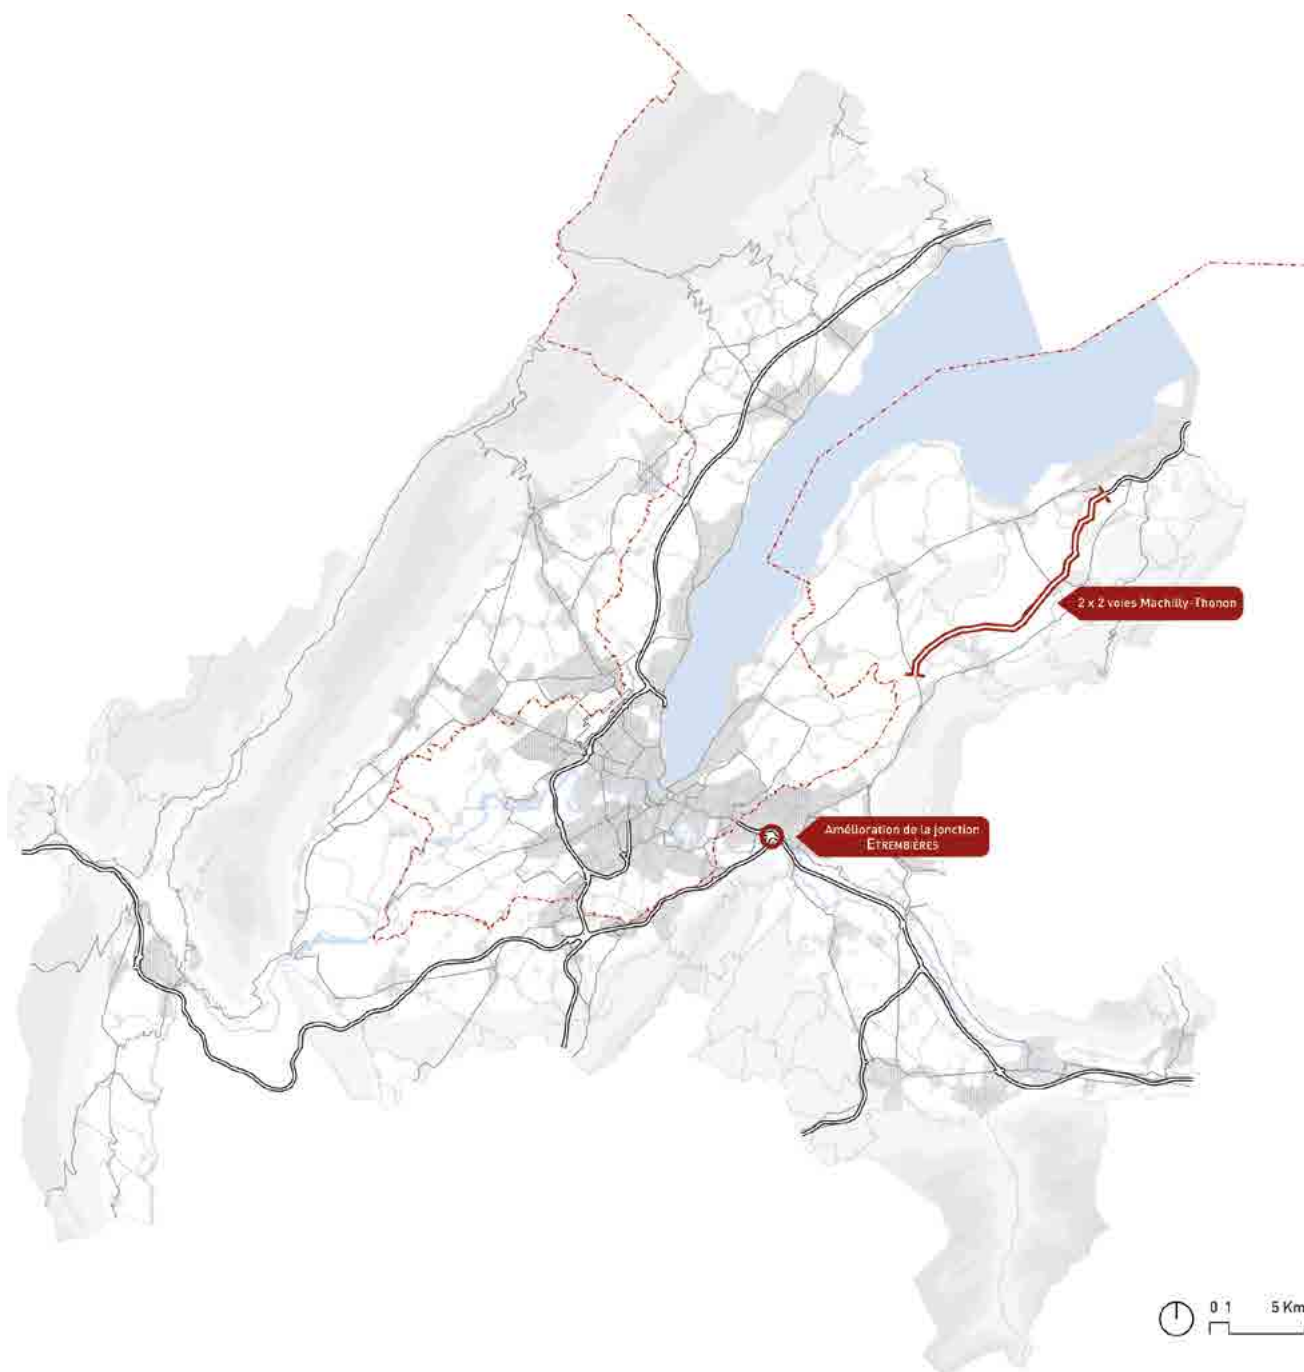 2 x 2 voies Machilly-Thonon
Amélioration de la jonction
ETREMBIÈRES
0 1 5 Km